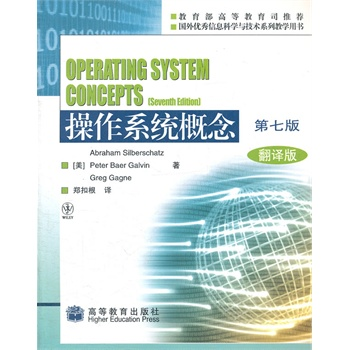 教育部高等教育司推荐
国外优秀信息科学与技术系列教学用书
OPERATING SYSTEM
CONCEPTS (Seventh Edition)
操作系统概念 第七版
翻译版
Abraham Silberschatz
[美] Peter Baer Galvin 著
Greg Gagne
郑扣根 译
WILEY
高等教育出版社
Higher Education Press